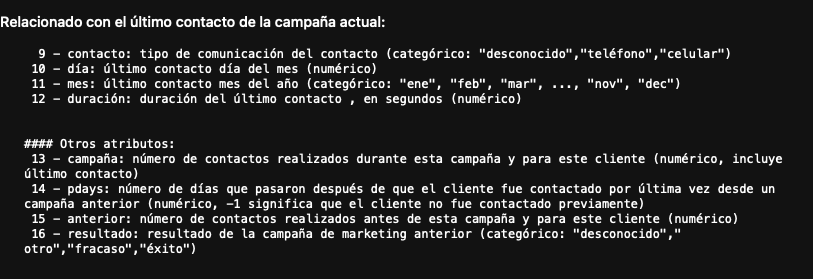 Relacionado con el último contacto de la campaña actual:
9 – contacto: tipo de comunicación del contacto (categórico: "desconocido","teléfono","celular")
10 – día: último contacto día del mes (numérico)
11 – mes: último contacto mes del año (categórico: "ene", "feb", "mar", ..., "nov", "dec")
12 – duración: duración del último contacto , en segundos (numérico)
#### Otros atributos:
13 – campaña: número de contactos realizados durante esta campaña y para este cliente (numérico, incluye
último contacto)
14 – pdays: número de días que pasaron después de que el cliente fue contactado por última vez desde un
campaña anterior (numérico, –1 significa que el cliente no fue contactado previamente)
15 – anterior: número de contactos realizados antes de esta campaña y para este cliente (numérico)
16 – resultado: resultado de la campaña de marketing anterior (categórico: "desconocido","
otro","fracaso","éxito")